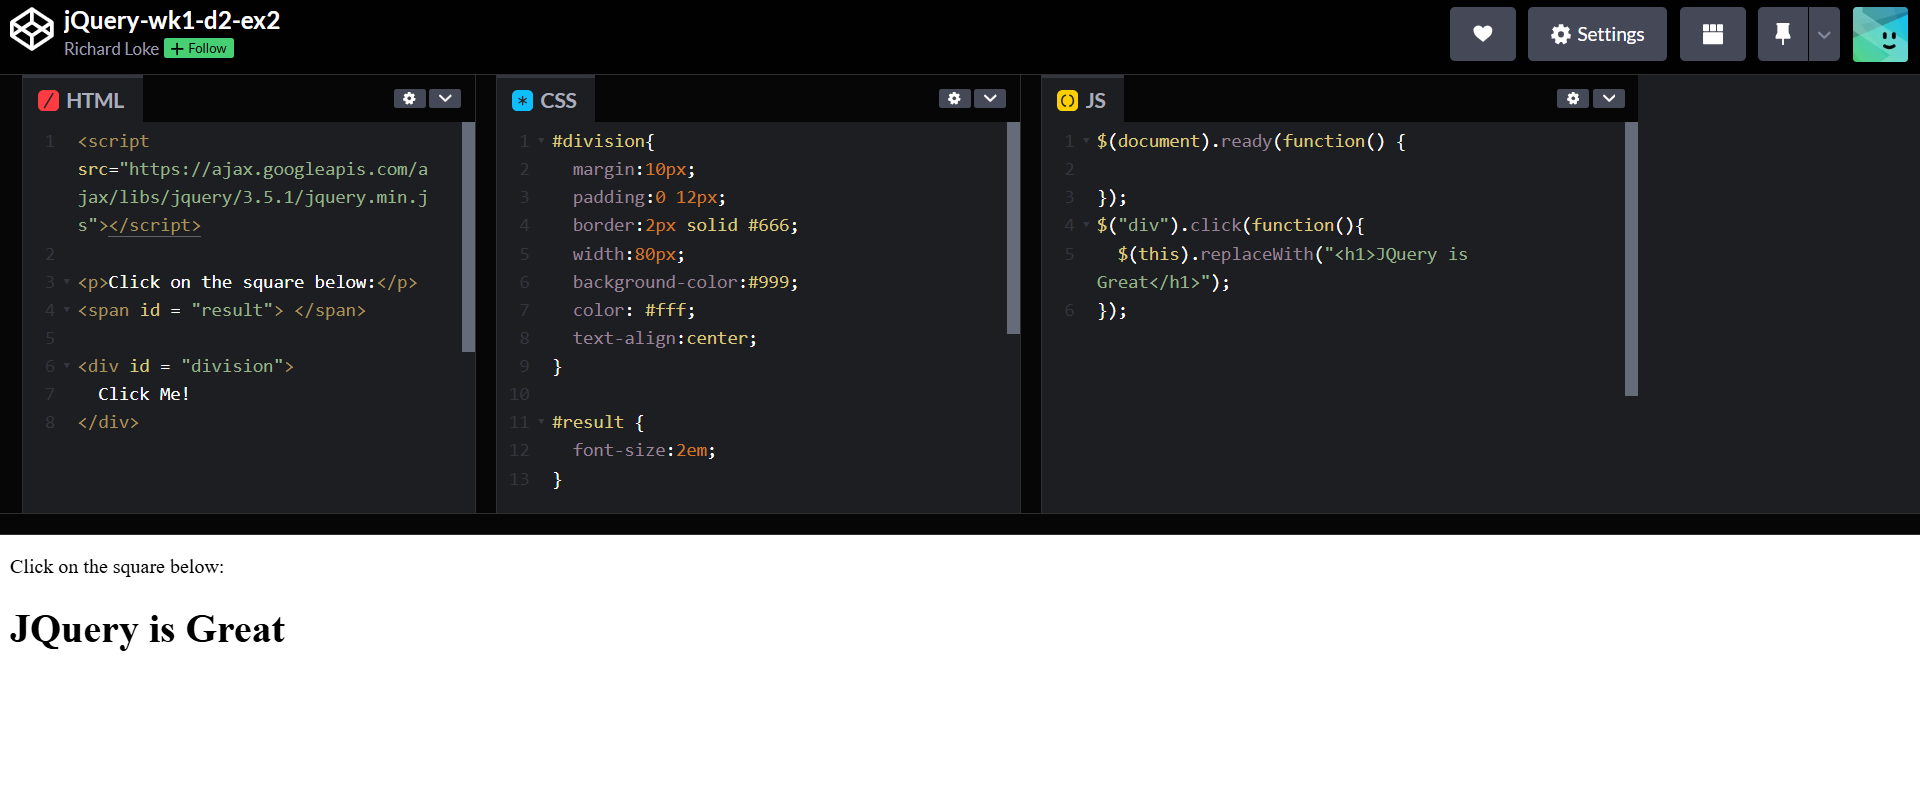 jQuery-wk1-d2-ex2
Richard Loke + Follow
Settings
HTML
1 <script
src="https://ajax.googleapis.com/a
jax/libs/jquery/3.5.1/jquery.min.j
s"></script>
2
3 <p>Click on the square below:</p>
4 <span id = "result"> </span>
5
6 <div id = "division">
7 Click Me!
8 </div>
CSS
1 #division{
2 margin:10px;
3 padding:0 12px;
4 border:2px solid #666;
5 width:80px;
6 background-color:#999;
7 color: #fff;
8 text-align:center;
9 }
10
11 #result {
12 font-size:2em;
13 }
JS
1 $(document).ready(function() {
2
3 });
4 $("div").click(function(){
5 $(this).replaceWith("<h1>JQuery is
Great</h1>");
6 });
Click on the square below:
JQuery is Great